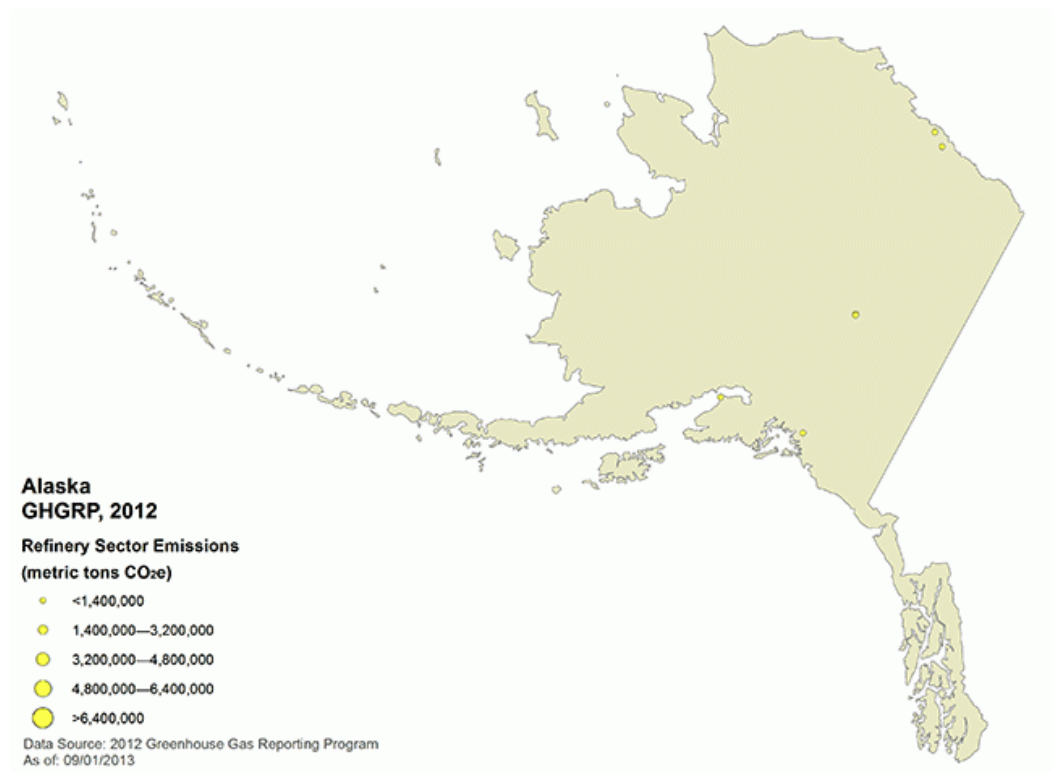 Alaska
GHGRP, 2012
Refinery Sector Emissions
(metric tons CO₂e)
<1,400,000
1,400,000—3,200,000
3,200,000—4,800,000
4,800,000—6,400,000
>6,400,000
Data Source: 2012 Greenhouse Gas Reporting Program
As of: 09/01/2013